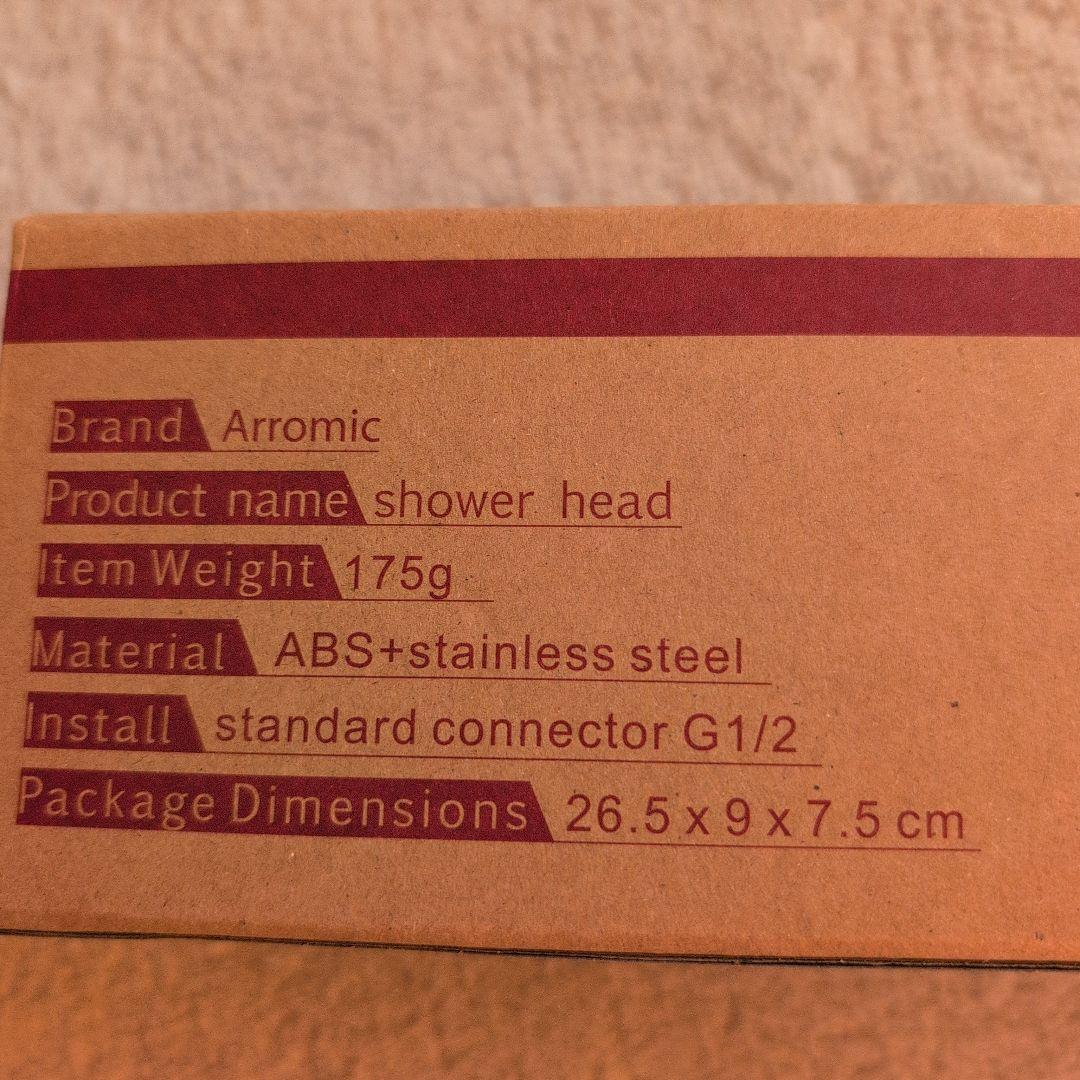 Brand Arromic
Product name shower head
Item Weight 175g
Material ABS+stainless steel
Install standard connector G1/2
Package Dimensions 26.5 x 9 x 7.5 cm